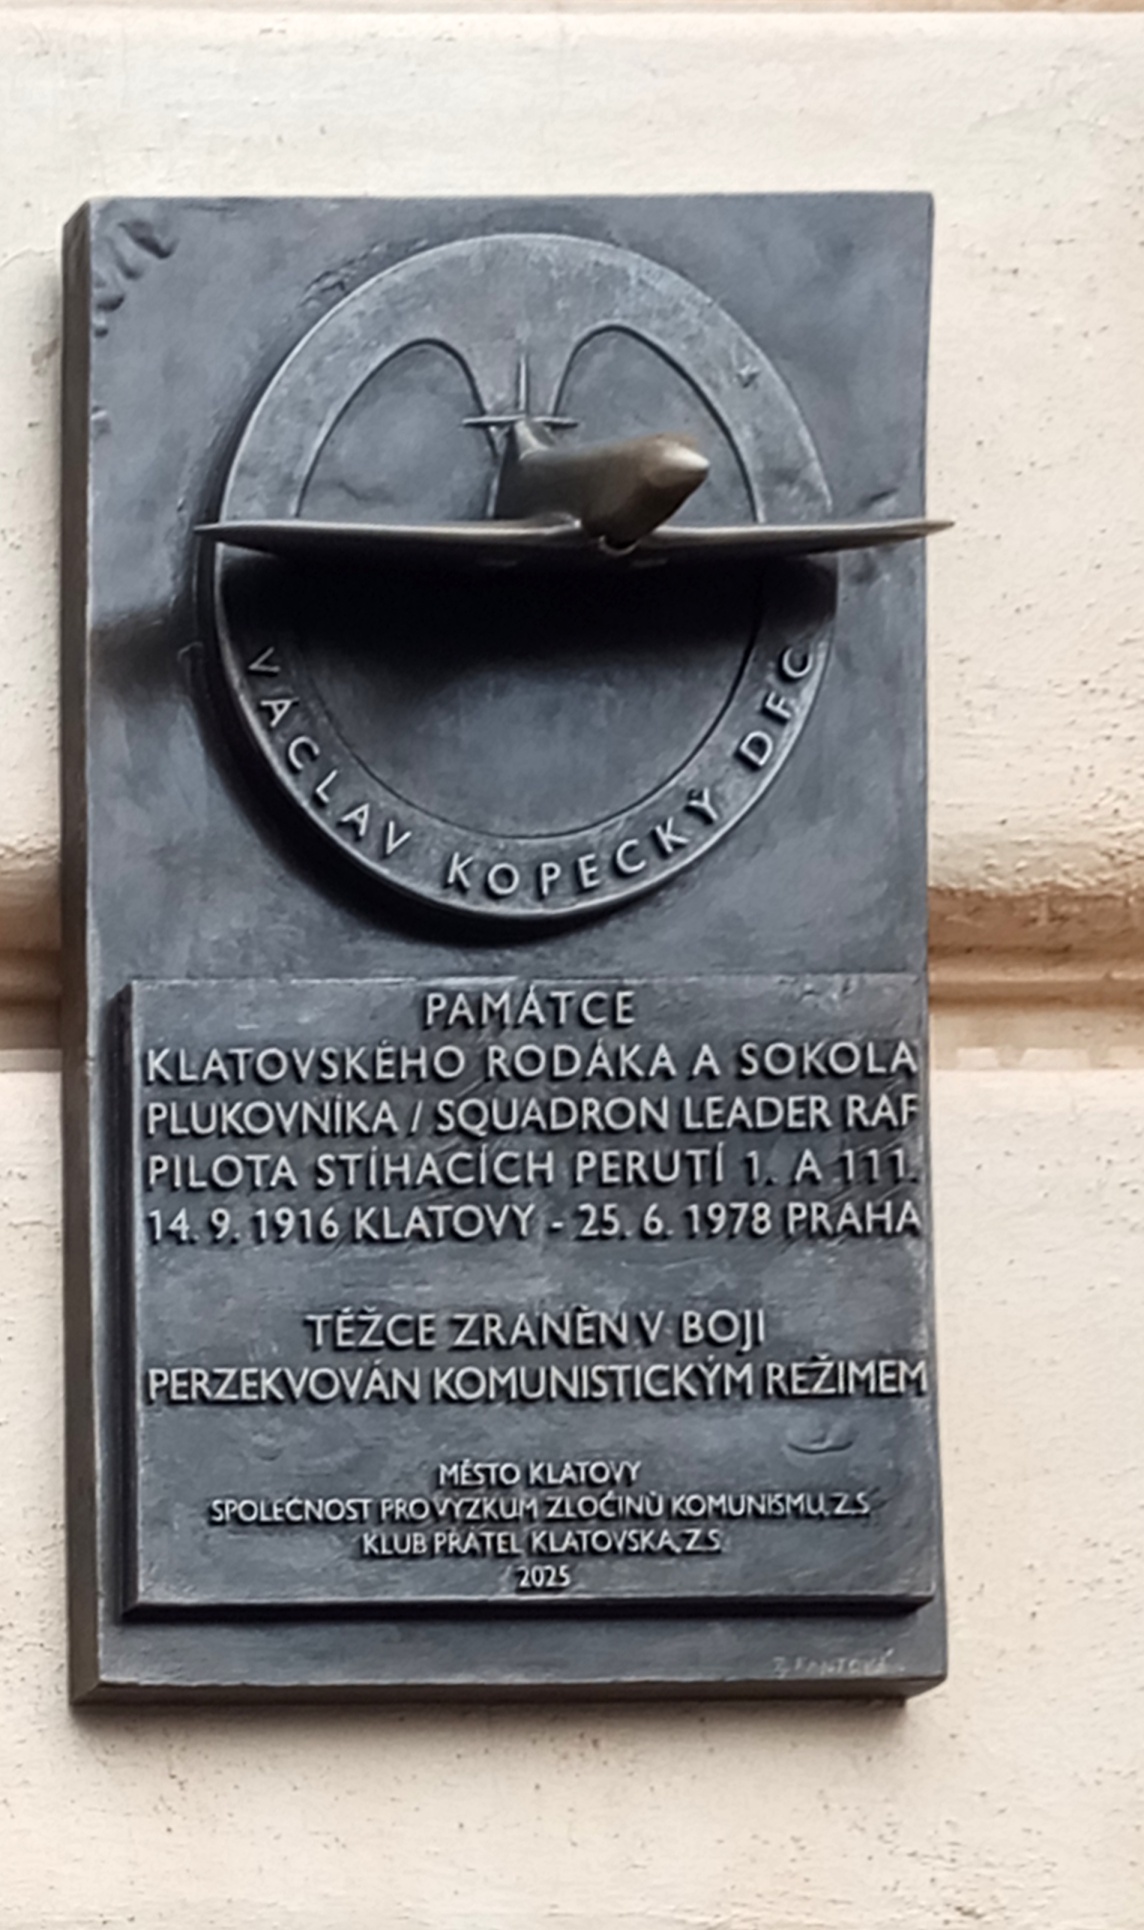 VÁCLAV KOPECKÝ DFC
PAMÁTCE
KLATOVSKÉHO RODÁKA A SOKOLA
PLUKOVNÍKA / SQUADRON LEADER RAF
PILOTA STÍHACÍCH PERUTÍ 1. A 111.
14. 9. 1916 KLATOVY - 25. 6. 1978 PRAHA
TĚŽCE ZRANĚN V BOJI
PERZEKVOVÁN KOMUNISTICKÝM REŽIMEM
MĚSTO KLATOVY
SPOLEČNOST PRO VÝZKUM ZLOČINŮ KOMUNISMU, Z.S.
KLUB PŘÁTEL KLATOVSKA, Z.S.
2025